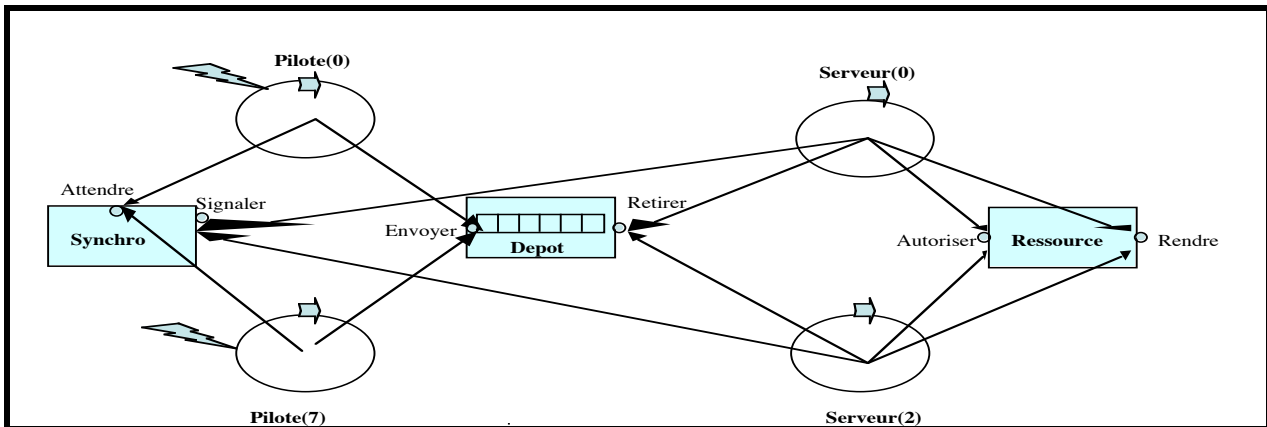 Pilote(0)
Serveur(0)
Attendre
Signaler
Retirer
Envoyer
Synchro
Depot
Autoriser
Ressource
Rendre
Pilote(7)
Serveur(2)